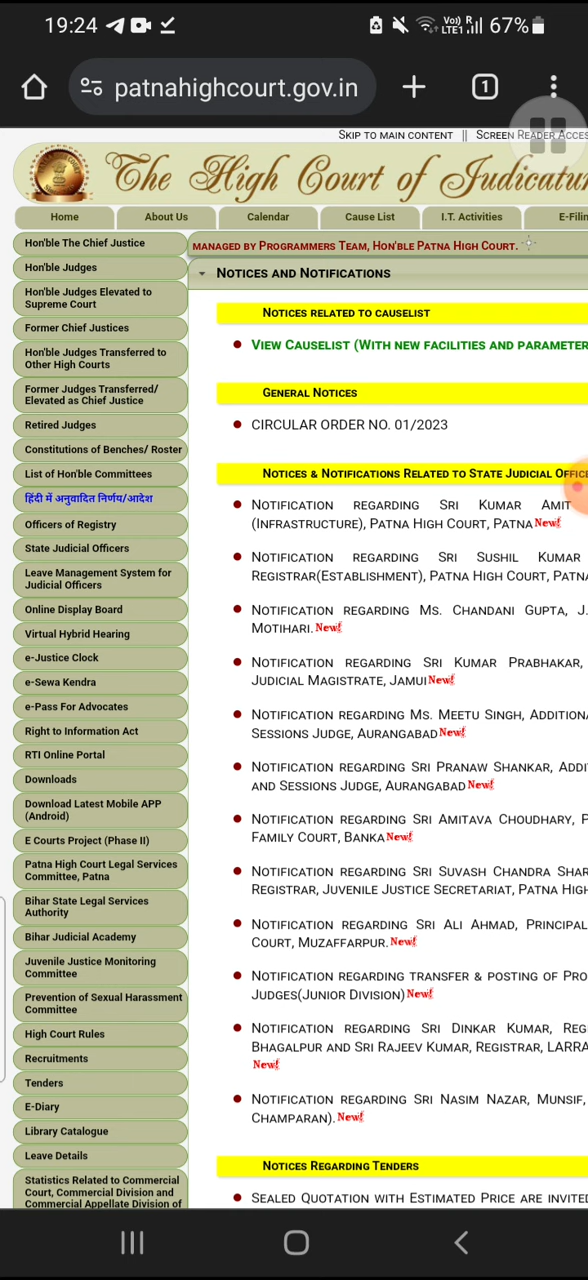 19:24
Vo) R
LTE1 67%
patnahighcourt.gov.in
1
Skip to main content || Screen Reader Acces
The High Court of Judicatu
Home About Us Calendar Cause List I.T. Activities E-Filin
managed by Programmers Team, Hon'ble Patna High Court.
Notices and Notifications
Hon'ble The Chief Justice
Hon'ble Judges
Hon'ble Judges Elevated to
Supreme Court
Former Chief Justices
Hon'ble Judges Transferred to
Other High Courts
Former Judges Transferred/
Elevated as Chief Justice
Retired Judges
Constitutions of Benches/ Roster
List of Hon'ble Committees
हिंदी में अनुवादित निर्णय/आदेश
Officers of Registry
State Judicial Officers
Leave Management System for
Judicial Officers
Online Display Board
Virtual Hybrid Hearing
e-Justice Clock
e-Sewa Kendra
e-Pass For Advocates
Right to Information Act
RTI Online Portal
Downloads
Download Latest Mobile APP
(Android)
E Courts Project (Phase II)
Patna High Court Legal Services
Committee, Patna
Bihar State Legal Services
Authority
Bihar Judicial Academy
Juvenile Justice Monitoring
Committee
Prevention of Sexual Harassment
Committee
High Court Rules
Recruitments
Tenders
E-Diary
Library Catalogue
Leave Details
Statistics Related to Commercial
Court, Commercial Division and
Commercial Appellate Division of
Notices related to causelist
View Causelist (With new facilities and parameter
General Notices
CIRCULAR ORDER NO. 01/2023
Notices & Notifications Related to State Judicial Office
Notification regarding Sri Kumar Amit
(Infrastructure), Patna High Court, Patna New!
Notification regarding Sri Sushil Kumar
Registrar(Establishment), Patna High Court, Patna
Notification regarding Ms. Chandani Gupta, J.
Motihari. New!
Notification regarding Sri Kumar Prabhakar,
Judicial Magistrate, Jamui New!
Notification regarding Ms. Meetu Singh, Additiona
Sessions Judge, Aurangabad New!
Notification regarding Sri Pranaw Shankar, Addi
and Sessions Judge, Aurangabad New!
Notification regarding Sri Amitava Choudhary, P
Family Court, Banka New!
Notification regarding Sri Suvash Chandra Shar
Registrar, Juvenile Justice Secretariat, Patna High
Notification regarding Sri Ali Ahmad, Principal
Court, Muzaffarpur. New!
Notification regarding transfer & posting of Pro
Judges(Junior Division) New!
Notification regarding Sri Dinkar Kumar, Reg
Bhagalpur and Sri Rajeev Kumar, Registrar, LARRA
New!
Notification regarding Sri Nasim Nazar, Munsif,
Champaran). New!
Notices Regarding Tenders
Sealed Quotation with Estimated Price are invited